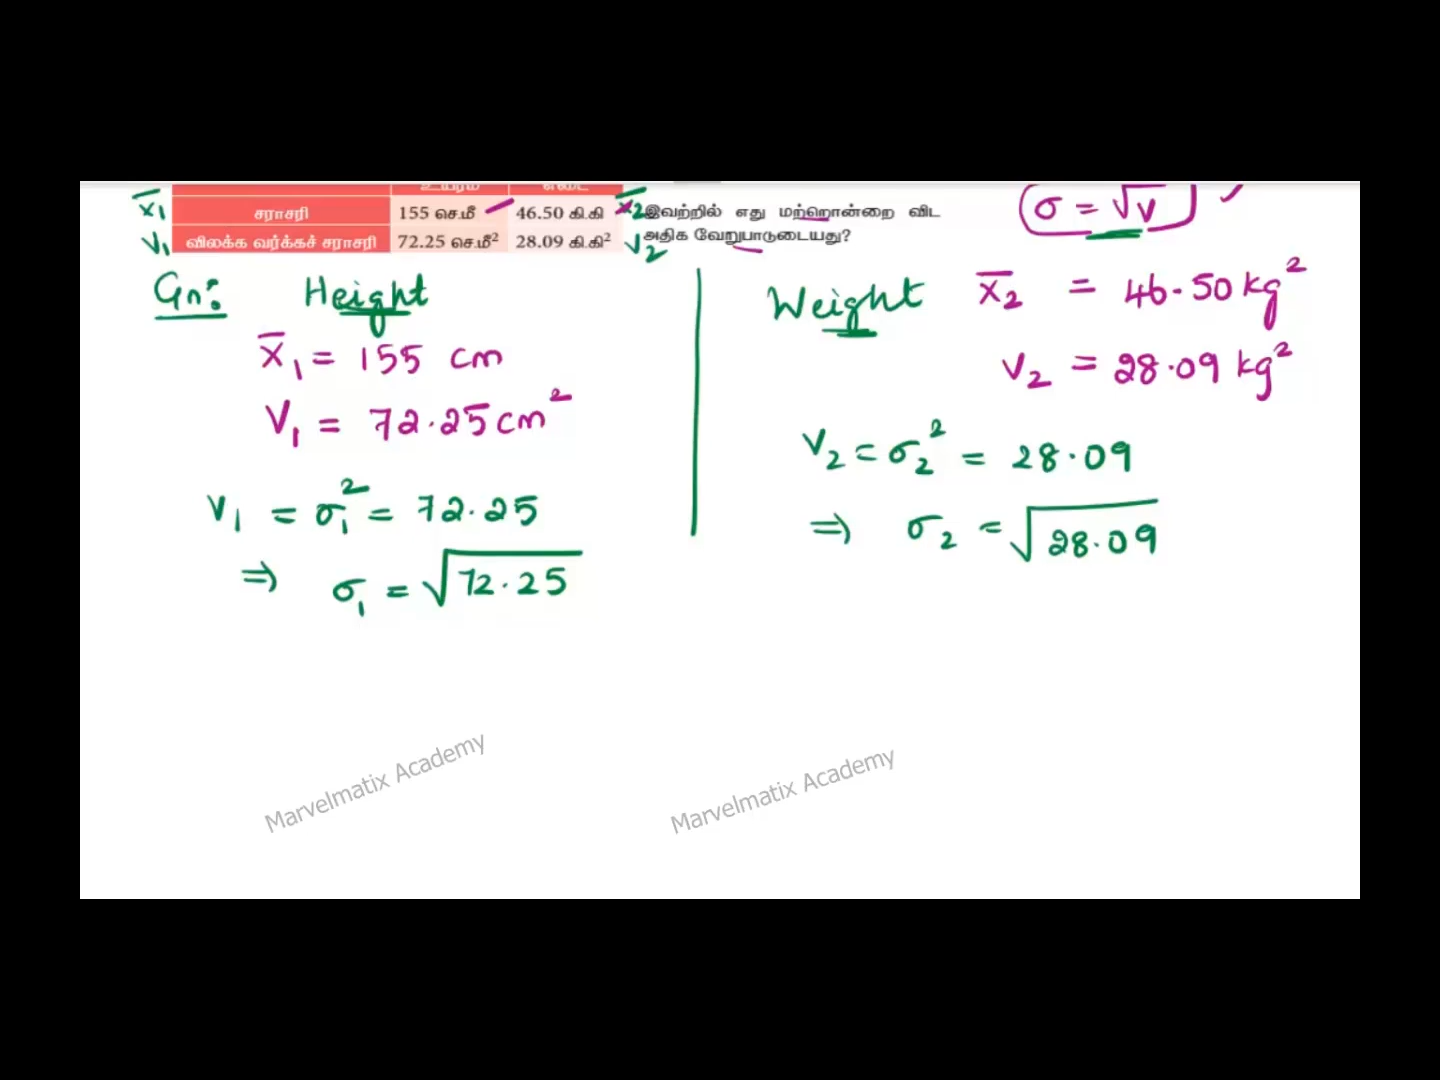 உயரம் எடை
x̄₁ சராசரி 155 செ.மீ 46.50 கி.கி x̄₂ இவற்றில் எது மற்றொன்றை விட
V₁ விலக்க வர்க்கச் சராசரி 72.25 செ.மீ² 28.09 கி.கி² V₂ அதிக வேறுபாடுடையது?
σ = √v
Gn: Height
x̄₁ = 155 cm
V₁ = 72.25 cm²
V₁ = σ₁² = 72.25
⇒ σ₁ = √72.25
Weight x̄₂ = 46.50 kg²
V₂ = 28.09 kg²
V₂ = σ₂² = 28.09
⇒ σ₂ = √28.09
Marvelmatix Academy
Marvelmatix Academy